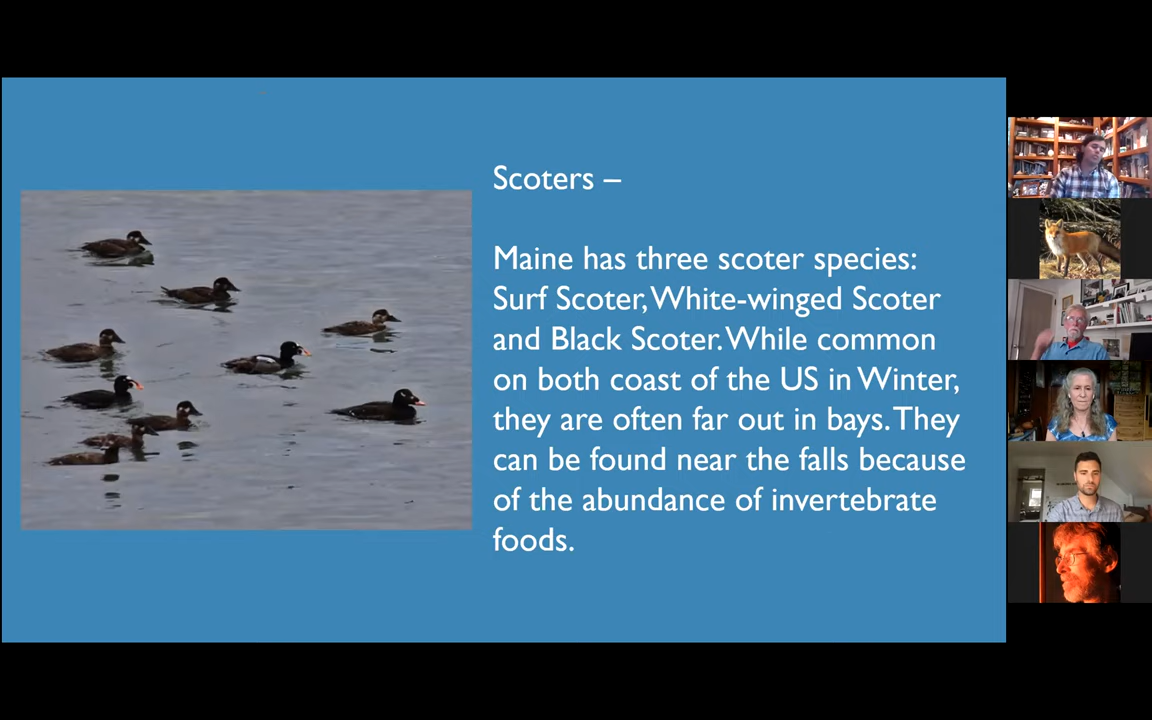 Scoters –
Maine has three scoter species:
Surf Scoter, White-winged Scoter
and Black Scoter. While common
on both coast of the US in Winter,
they are often far out in bays. They
can be found near the falls because
of the abundance of invertebrate
foods.